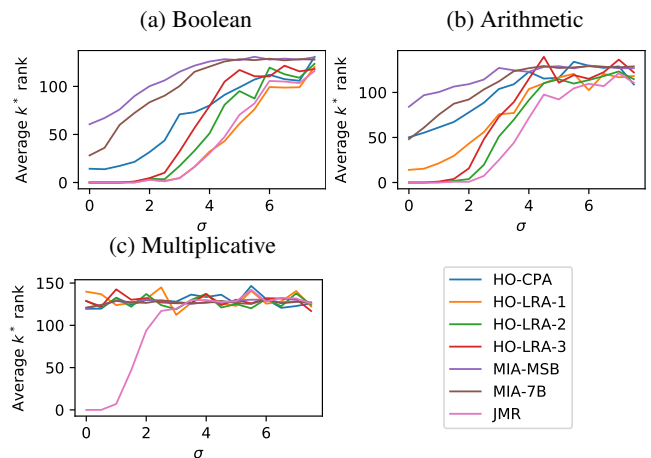 (a) Boolean
(b) Arithmetic
Average k* rank
100
50
0
0
2
4
6
σ
Average k* rank
100
50
0
0
2
4
6
σ
(c) Multiplicative
Average k* rank
150
100
50
0
0
2
4
6
σ
HO-CPA
HO-LRA-1
HO-LRA-2
HO-LRA-3
MIA-MSB
MIA-7B
JMR